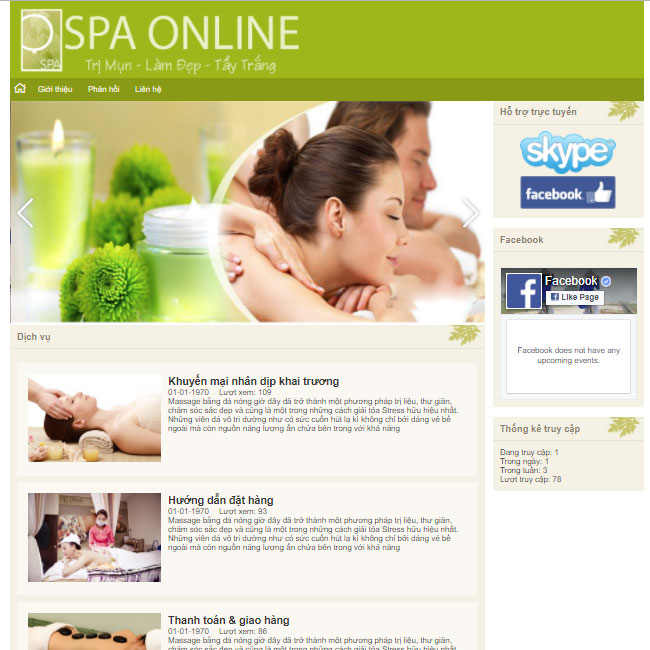 SPA ONLINE
SPA
Trị Mụn - Làm Đẹp - Tẩy Trắng
Giới thiệu
Phản hồi
Liên hệ
Hỗ trợ trực tuyến
skype
facebook
Facebook
Facebook
Like Page
Facebook does not have any
upcoming events.
Thống kê truy cập
Đang truy cập: 1
Trong ngày: 1
Trong tuần: 3
Lượt truy cập: 78
Dịch vụ
Khuyến mại nhân dịp khai trương
01-01-1970 Lượt xem: 109
Massage bằng đá nóng giờ đây đã trở thành một phương pháp trị liệu, thư giãn,
chăm sóc sắc đẹp và cũng là một trong những cách giải tỏa Stress hữu hiệu nhất.
Những viên đá vô tri dường như có sức cuốn hút lạ kì không chỉ bởi dáng vẻ bề
ngoài mà còn nguồn năng lượng ẩn chứa bên trong với khả năng
Hướng dẫn đặt hàng
01-01-1970 Lượt xem: 93
Massage bằng đá nóng giờ đây đã trở thành một phương pháp trị liệu, thư giãn,
chăm sóc sắc đẹp và cũng là một trong những cách giải tỏa Stress hữu hiệu nhất.
Những viên đá vô tri dường như có sức cuốn hút lạ kì không chỉ bởi dáng vẻ bề
ngoài mà còn nguồn năng lượng ẩn chứa bên trong với khả năng
Thanh toán & giao hàng
01-01-1970 Lượt xem: 86
Massage bằng đá nóng giờ đây đã trở thành một phương pháp trị liệu, thư giãn,
chăm sóc sắc đẹp và cũng là một trong những cách giải tỏa Stress hữu hiệu nhất.